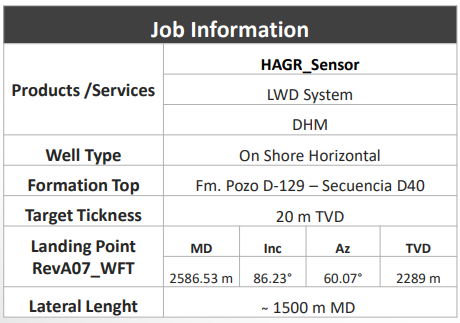 Job Information
Products /Services
HAGR_Sensor
LWD System
DHM
Well Type On Shore Horizontal
Formation Top Fm. Pozo D-129 – Secuencia D40
Target Tickness 20 m TVD
Landing Point
RevA07_WFT
MD Inc Az TVD
2586.53 m 86.23° 60.07° 2289 m
Lateral Lenght ~ 1500 m MD